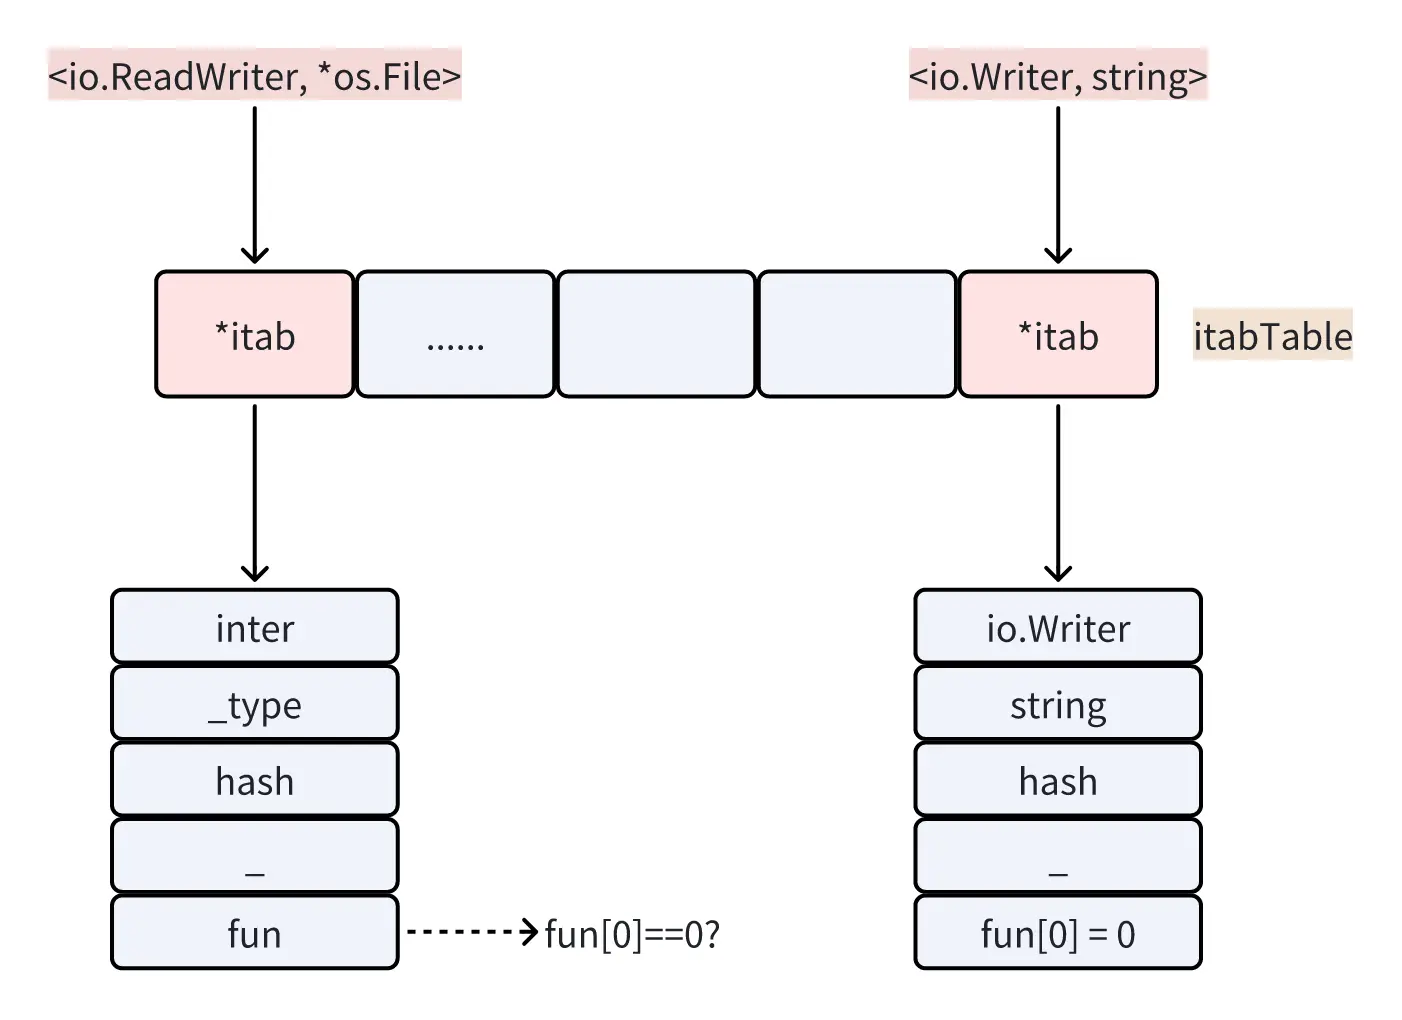 <io.ReadWriter, *os.File>
<io.Writer, string>
*itab
......
*itab
itabTable
inter
_type
hash
_
fun
fun[0]==0?
io.Writer
string
hash
_
fun[0] = 0